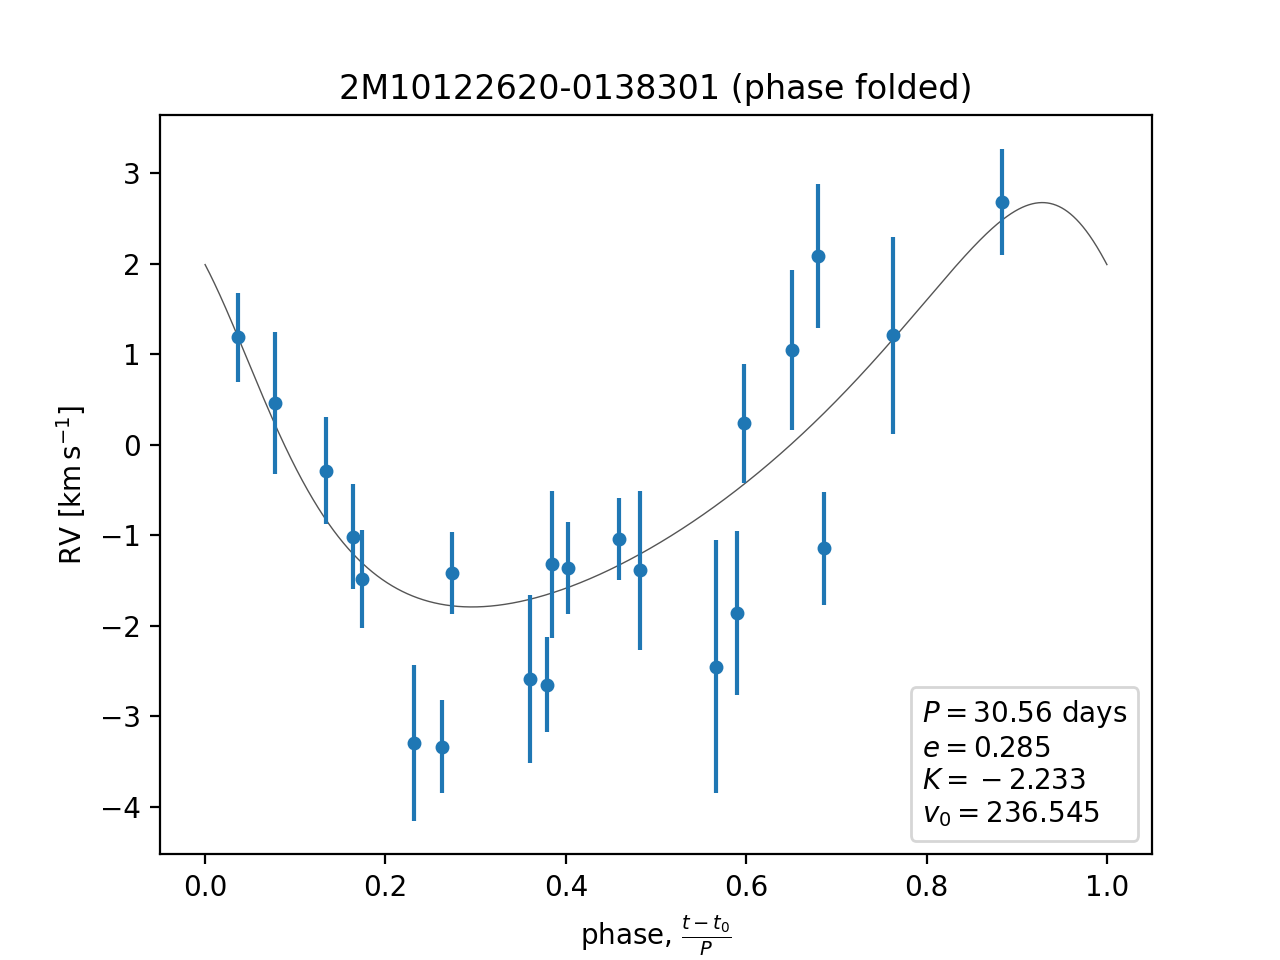 2M10122620-0138301 (phase folded)
RV [km s⁻¹]
3
2
1
0
−1
−2
−3
−4
P = 30.56 days
e = 0.285
K = −2.233
v₀ = 236.545
0.0 0.2 0.4 0.6 0.8 1.0
phase, (t − t₀)/P